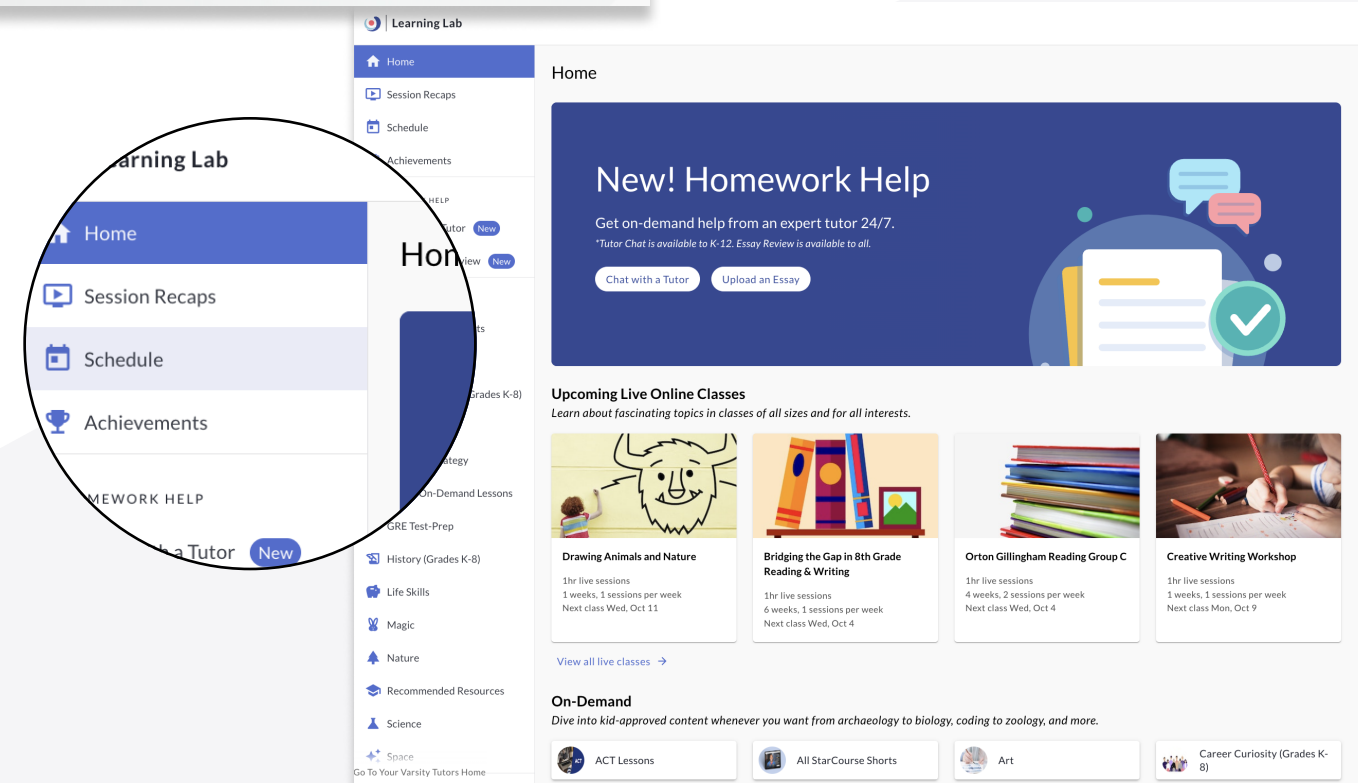 Learning Lab
Home
Session Recaps
Schedule
Achievements
HELP
Tutor New
view New
ts
Grades K-8)
ategy
On-Demand Lessons
GRE Test-Prep
History (Grades K-8)
Life Skills
Magic
Nature
Recommended Resources
Science
Space
Go To Your Varsity Tutors Home
earning Lab
Home
Session Recaps
Schedule
Achievements
MEWORK HELP
h a Tutor New
Hom
Home
New! Homework Help
Get on-demand help from an expert tutor 24/7.
*Tutor Chat is available to K-12. Essay Review is available to all.
Chat with a Tutor
Upload an Essay
Upcoming Live Online Classes
Learn about fascinating topics in classes of all sizes and for all interests.
Drawing Animals and Nature
1hr live sessions
1 weeks, 1 sessions per week
Next class Wed, Oct 11
Bridging the Gap in 8th Grade
Reading & Writing
1hr live sessions
6 weeks, 1 sessions per week
Next class Wed, Oct 4
Orton Gillingham Reading Group C
1hr live sessions
4 weeks, 2 sessions per week
Next class Wed, Oct 4
Creative Writing Workshop
1hr live sessions
1 weeks, 1 sessions per week
Next class Mon, Oct 9
View all live classes
On-Demand
Dive into kid-approved content whenever you want from archaeology to biology, coding to zoology, and more.
ACT
ACT Lessons
All StarCourse Shorts
Art
Career Curiosity (Grades K-
8)